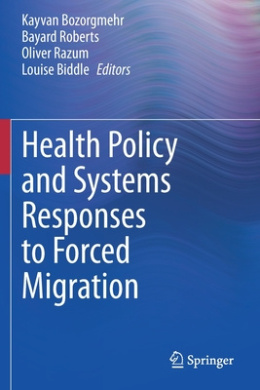 Kayvan Bozorgmehr
Bayard Roberts
Oliver Razum
Louise Biddle Editors
Health Policy
and Systems
Responses
to Forced
Migration
Springer